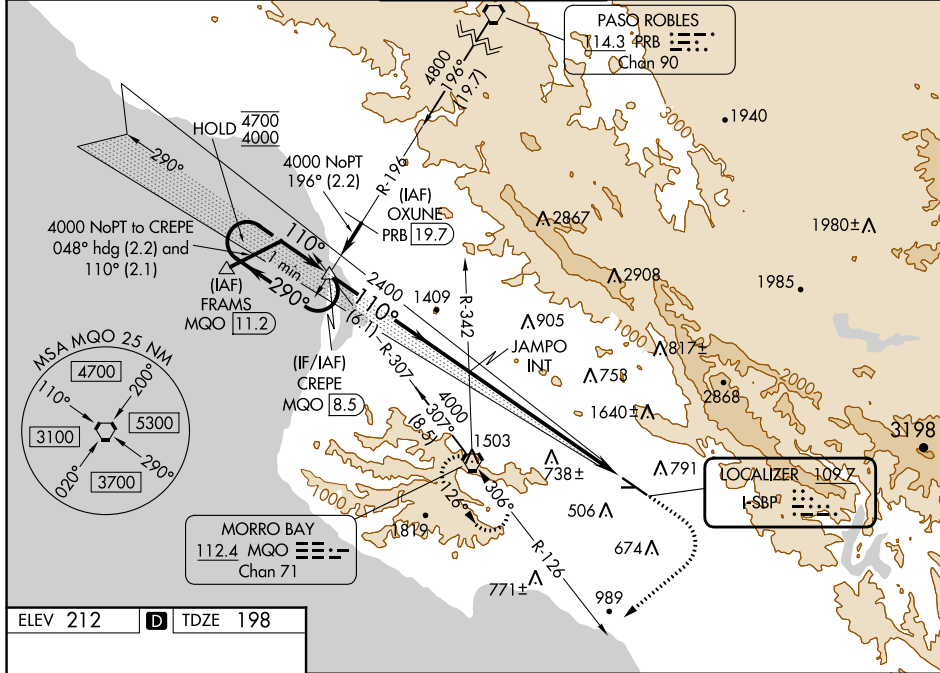 PASO ROBLES
114.3 PRB
Chan 90
4800
196°
(19.7)
3000
1940
HOLD 4700
4000
290°
4000 NoPT
196° (2.2)
R-196
(IAF)
OXUNE
PRB 19.7
2867
1980±
4000 NoPT to CREPE
048° hdg (2.2) and
110° (2.1)
110°
1 min
290°
(IAF)
FRAMS
MQO 11.2
2400
110°
(6.1)
1409
R-342
2908
1985
905
JAMPO
INT
1000
817±
2000
MSA MQO 25 NM
4700
110°
200°
5300
3100
020°
290°
3700
(IF/IAF)
CREPE
MQO 8.5
R-307
4000
307°
(8.5)
753
2868
1640±
3198
1503
738±
791
LOCALIZER 109.7
I-SBP
1000
126°
306°
506
1819
MORRO BAY
112.4 MQO
Chan 71
R-126
674
771±
989
ELEV 212 D TDZE 198